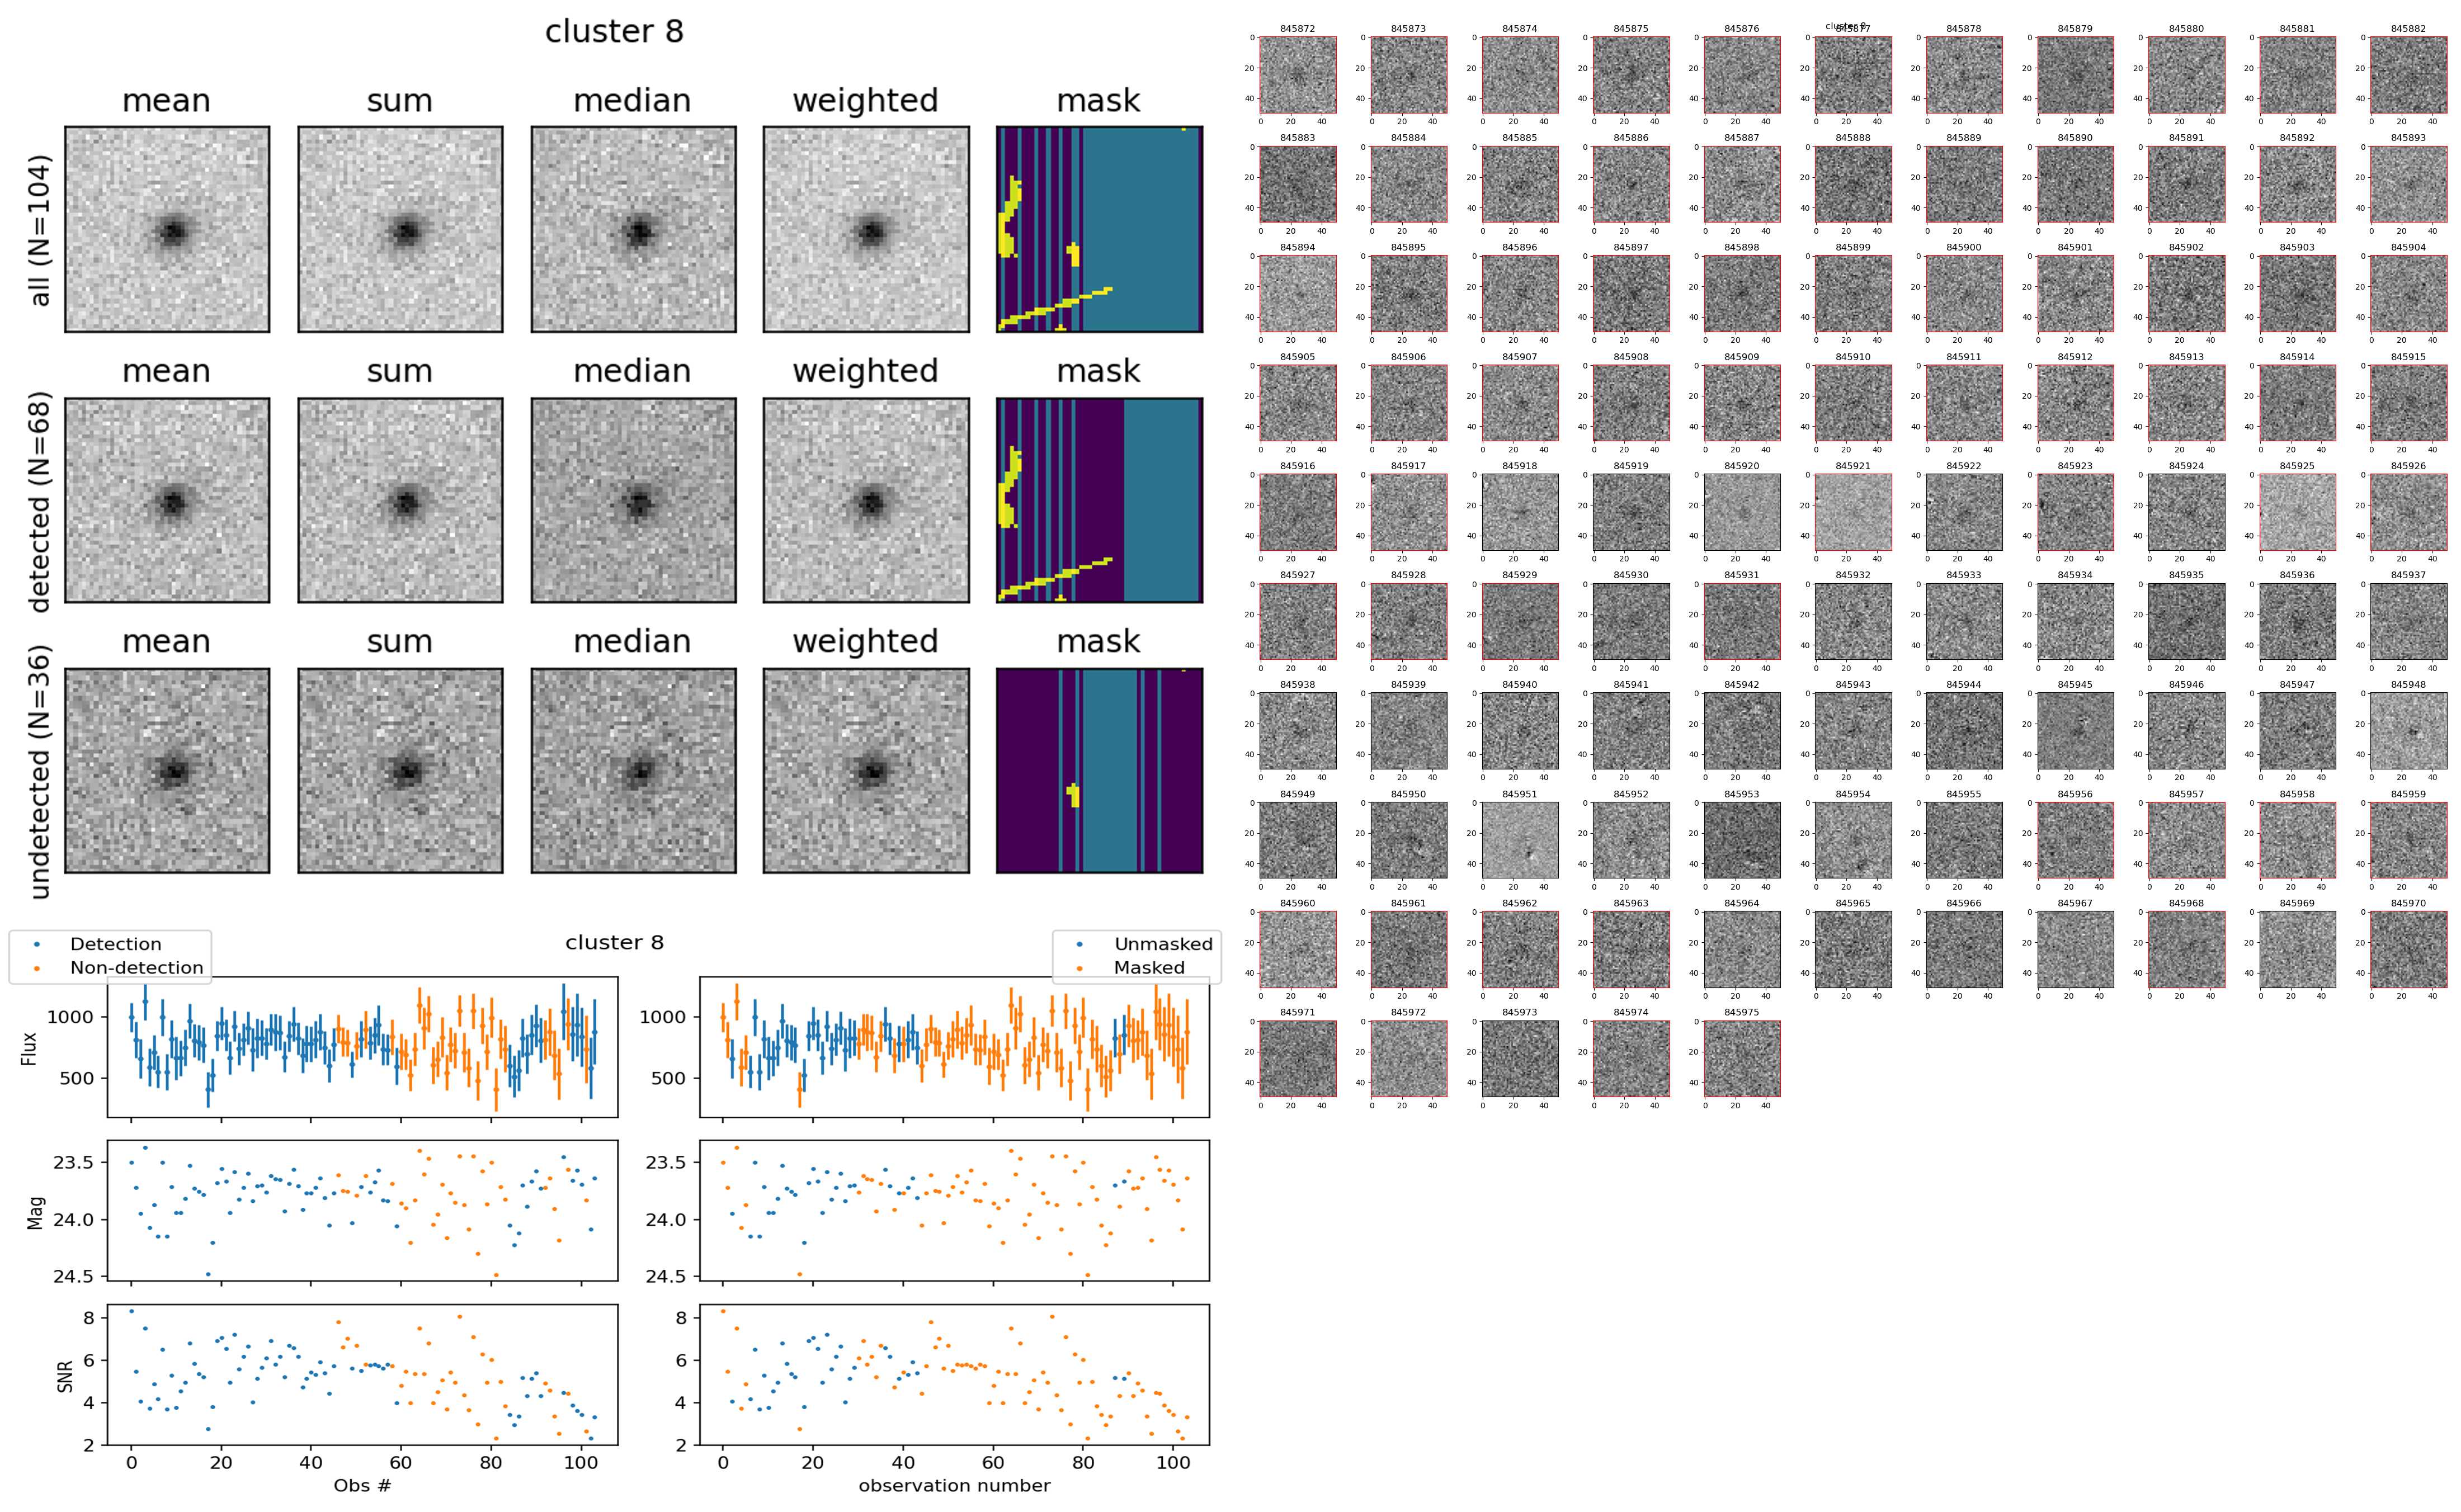 cluster 8
mean sum median weighted mask
all (N=104)
mean sum median weighted mask
detected (N=68)
mean sum median weighted mask
undetected (N=36)
cluster 8
Detection
Non-detection
Unmasked
Masked
Flux
1000
500
1000
500
Mag
23.5
24.0
24.5
23.5
24.0
24.5
SNR
8
6
4
2
8
6
4
2
0 20 40 60 80 100
Obs #
0 20 40 60 80 100
observation number
cluster 8
845872 845873 845874 845875 845876 845877 845878 845879 845880 845881 845882
845883 845884 845885 845886 845887 845888 845889 845890 845891 845892 845893
845894 845895 845896 845897 845898 845899 845900 845901 845902 845903 845904
845905 845906 845907 845908 845909 845910 845911 845912 845913 845914 845915
845916 845917 845918 845919 845920 845921 845922 845923 845924 845925 845926
845927 845928 845929 845930 845931 845932 845933 845934 845935 845936 845937
845938 845939 845940 845941 845942 845943 845944 845945 845946 845947 845948
845949 845950 845951 845952 845953 845954 845955 845956 845957 845958 845959
845960 845961 845962 845963 845964 845965 845966 845967 845968 845969 845970
845971 845972 845973 845974 845975